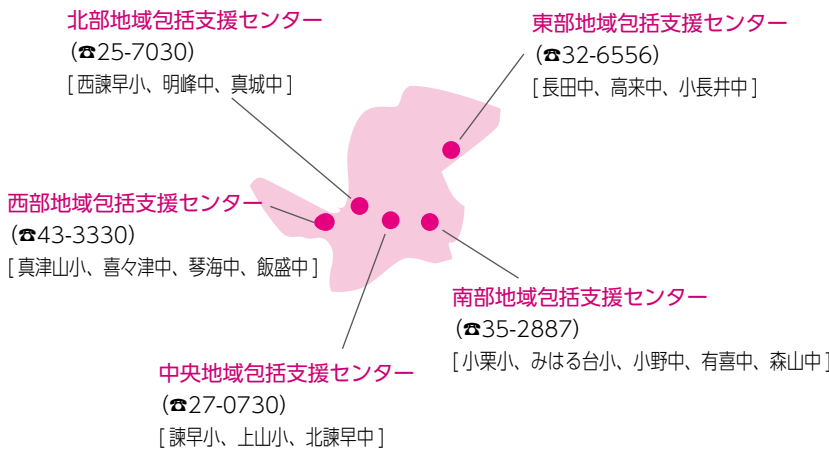 北部地域包括支援センター
(☎25-7030)
[ 西諫早小、明峰中、真城中 ]
東部地域包括支援センター
(☎32-6556)
[ 長田中、高来中、小長井中 ]
西部地域包括支援センター
(☎43-3330)
[ 真津山小、喜々津中、琴海中、飯盛中 ]
南部地域包括支援センター
(☎35-2887)
[ 小栗小、みはる台小、小野中、有喜中、森山中 ]
中央地域包括支援センター
(☎27-0730)
[ 諫早小、上山小、北諫早中 ]